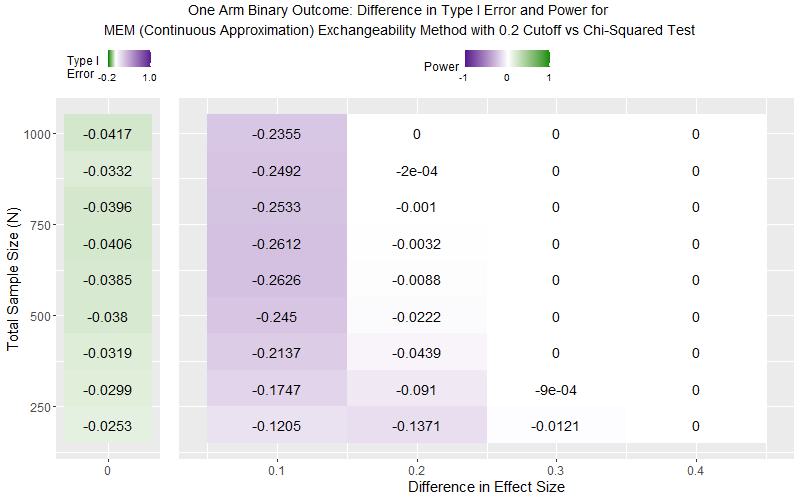 One Arm Binary Outcome: Difference in Type I Error and Power for
MEM (Continuous Approximation) Exchangeability Method with 0.2 Cutoff vs Chi-Squared Test
Type I
Error
-0.2 1.0
Power
-1 0 1
Total Sample Size (N)
1000 -0.0417 -0.2355 0 0 0
-0.0332 -0.2492 -2e-04 0 0
-0.0396 -0.2533 -0.001 0 0
750
-0.0406 -0.2612 -0.0032 0 0
-0.0385 -0.2626 -0.0088 0 0
500 -0.038 -0.245 -0.0222 0 0
-0.0319 -0.2137 -0.0439 0 0
-0.0299 -0.1747 -0.091 -9e-04 0
250
-0.0253 -0.1205 -0.1371 -0.0121 0
0 0.1 0.2 0.3 0.4
Difference in Effect Size